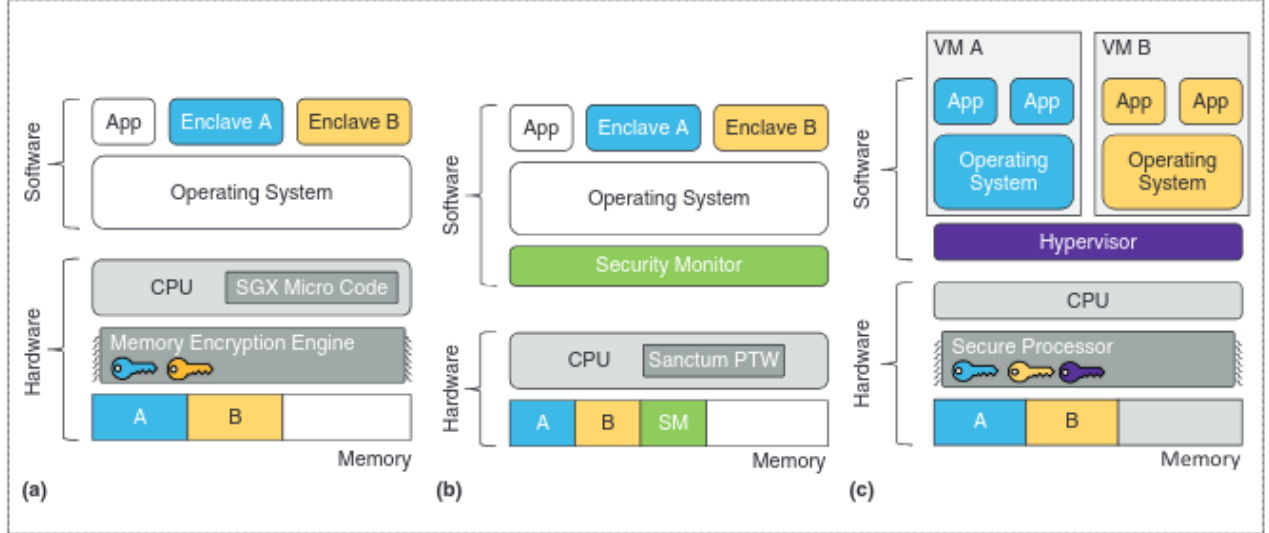 Software
App
Enclave A
Enclave B
Operating System
Hardware
CPU
SGX Micro Code
Memory Encryption Engine
A
B
Memory
(a)
Software
App
Enclave A
Enclave B
Operating System
Security Monitor
Hardware
CPU
Sanctum PTW
A
B
SM
Memory
(b)
Software
VM A
App
App
Operating
System
VM B
App
App
Operating
System
Hypervisor
Hardware
CPU
Secure Processor
A
B
Memory
(c)